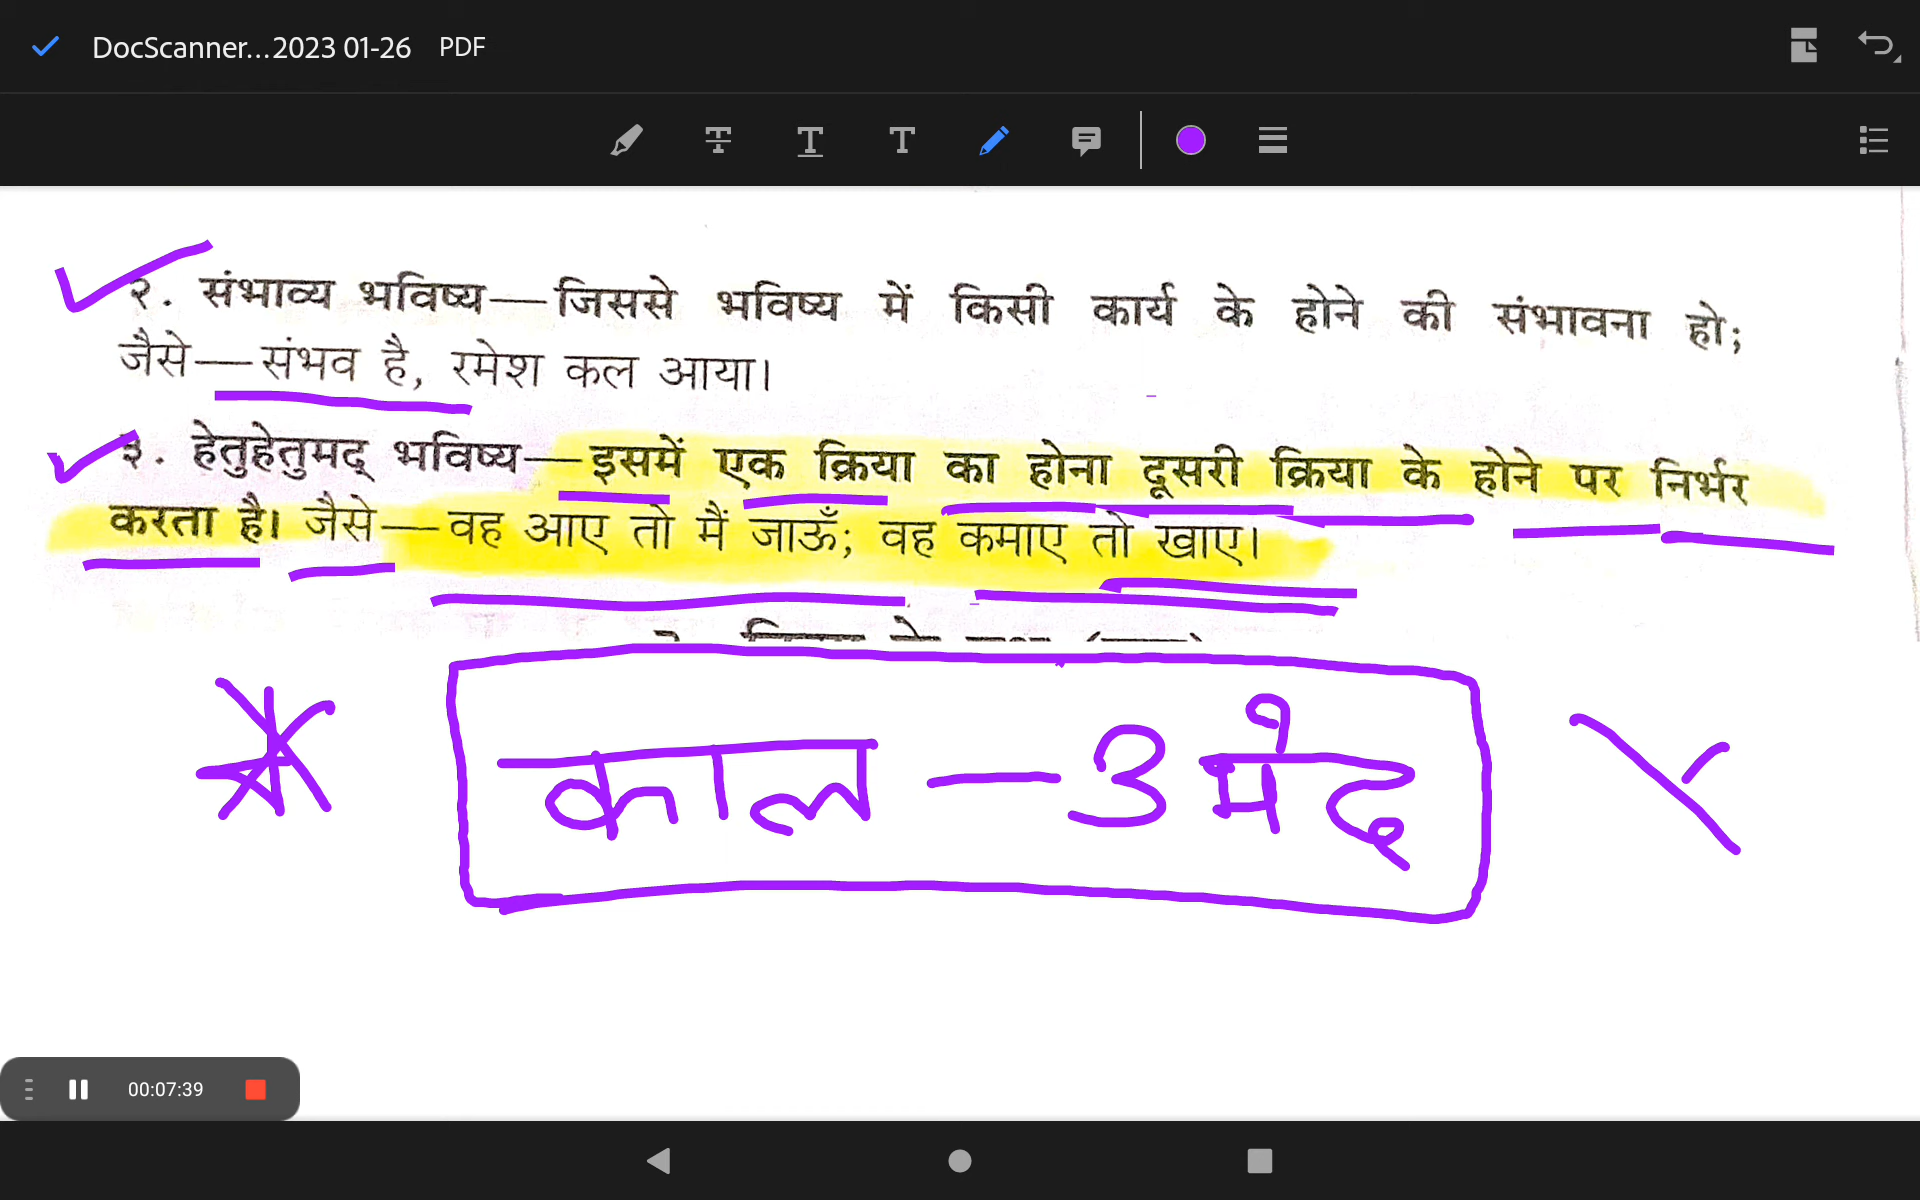 DocScanner...2023 01-26 PDF
२. संभाव्य भविष्य—जिससे भविष्य में किसी कार्य के होने की संभावना हो;
जैसे—संभव है, रमेश कल आया।
३. हेतुहेतुमद् भविष्य—इसमें एक क्रिया का होना दूसरी क्रिया के होने पर निर्भर
करता है। जैसे—वह आए तो मैं जाऊँ; वह कमाए तो खाए।
काल — 3 भेद
00:07:39